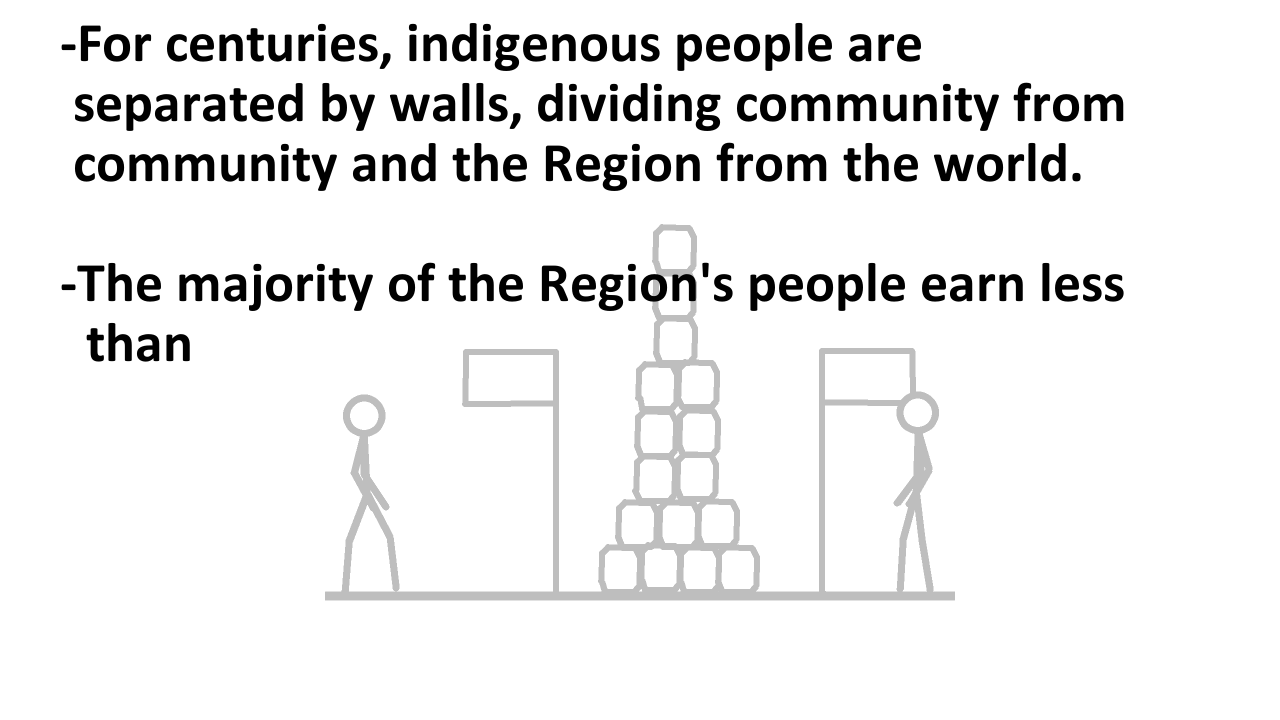 -For centuries, indigenous people are
separated by walls, dividing community from
community and the Region from the world.
-The majority of the Region's people earn less
than